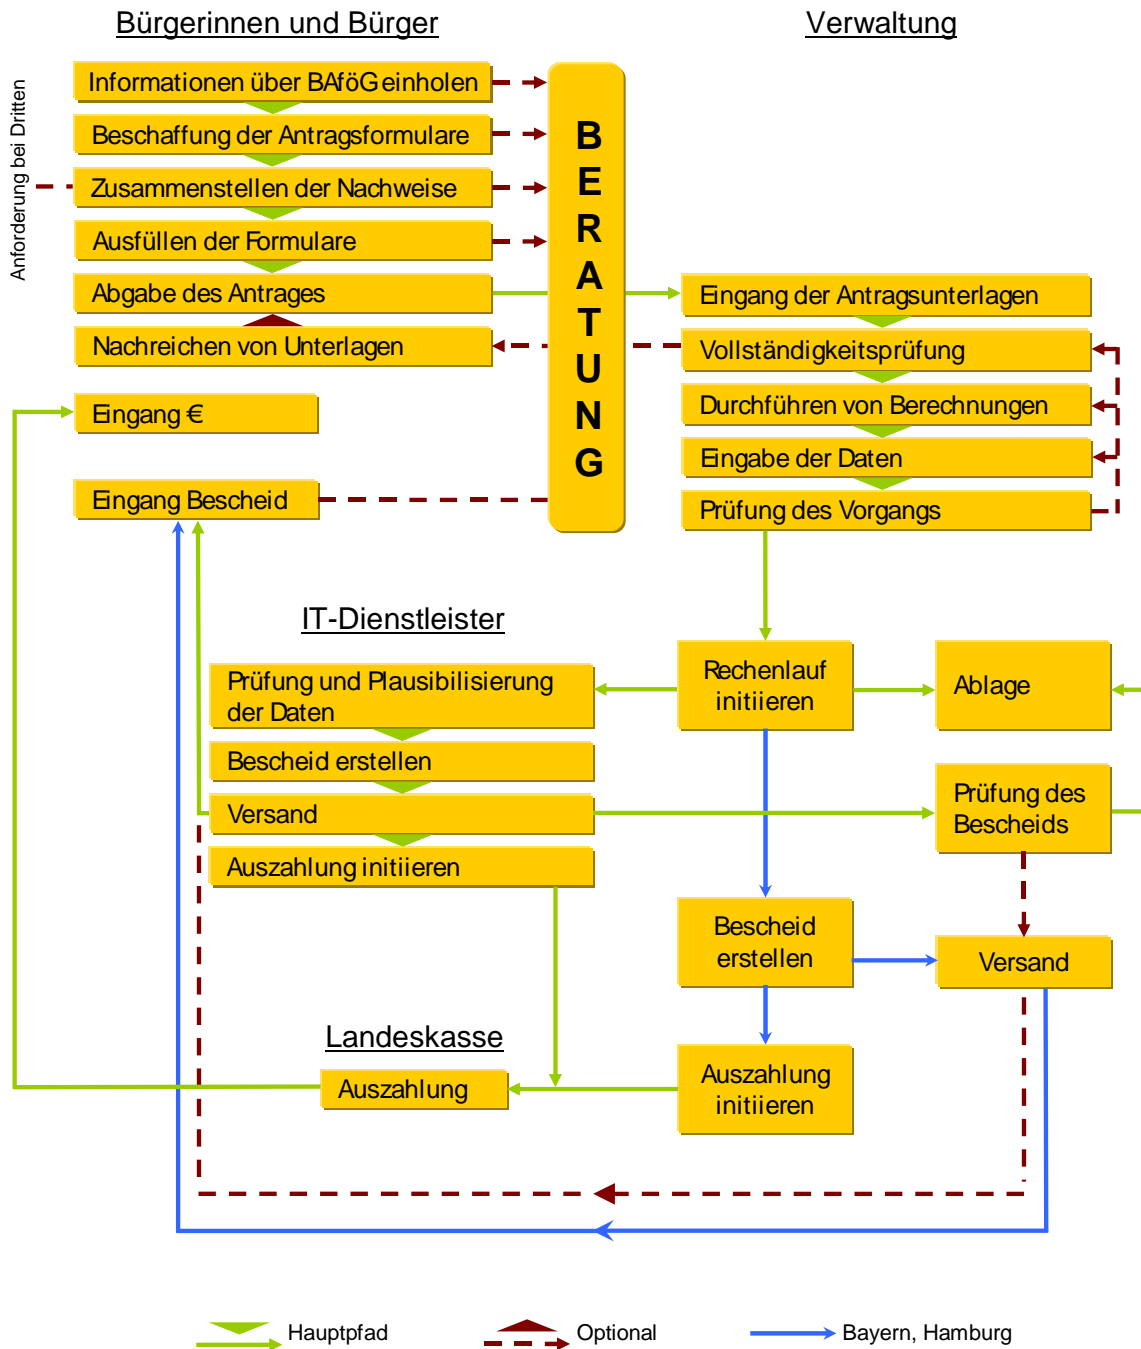 Bürgerinnen und Bürger
Verwaltung
Anforderung bei Dritten
Informationen über BAföG einholen
Beschaffung der Antragsformulare
Zusammenstellen der Nachweise
Ausfüllen der Formulare
Abgabe des Antrages
Nachreichen von Unterlagen
Eingang €
Eingang Bescheid
BERATUNG
Eingang der Antragsunterlagen
Vollständigkeitsprüfung
Durchführen von Berechnungen
Eingabe der Daten
Prüfung des Vorgangs
IT-Dienstleister
Prüfung und Plausibilisierung
der Daten
Bescheid erstellen
Versand
Auszahlung initiieren
Rechenlauf
initiieren
Ablage
Prüfung des
Bescheids
Bescheid
erstellen
Versand
Landeskasse
Auszahlung
Auszahlung
initiieren
Hauptpfad
Optional
Bayern, Hamburg